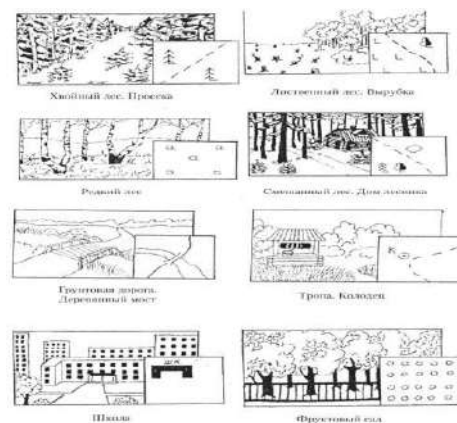 Хвойный лес. Просека
Лиственный лес. Вырубка
Редкий лес
Смешанный лес. Дом лесника
Грунтовая дорога.
Деревянный мост
К
Тропа. Колодец
ШК
Школа
Фруктовый сад